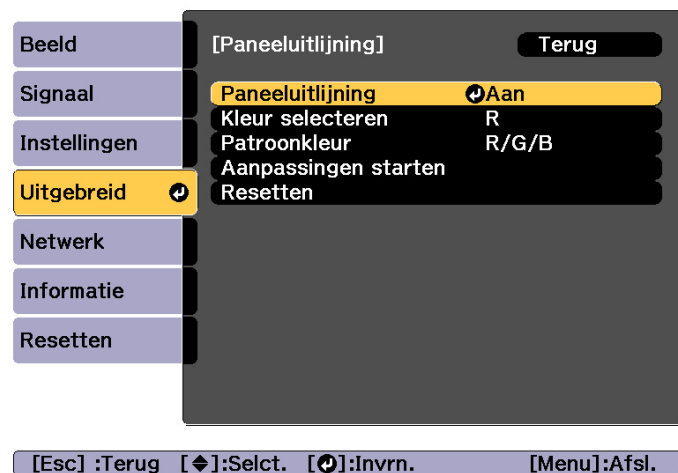 Beeld
Signaal
Instellingen
Uitgebreid
Netwerk
Informatie
Resetten
[Paneeluitlijning] Terug
Paneeluitlijning Aan
Kleur selecteren R
Patroonkleur R/G/B
Aanpassingen starten
Resetten
[Esc] :Terug [◆]:Selct. [↵]:Invrn. [Menu]:Afsl.